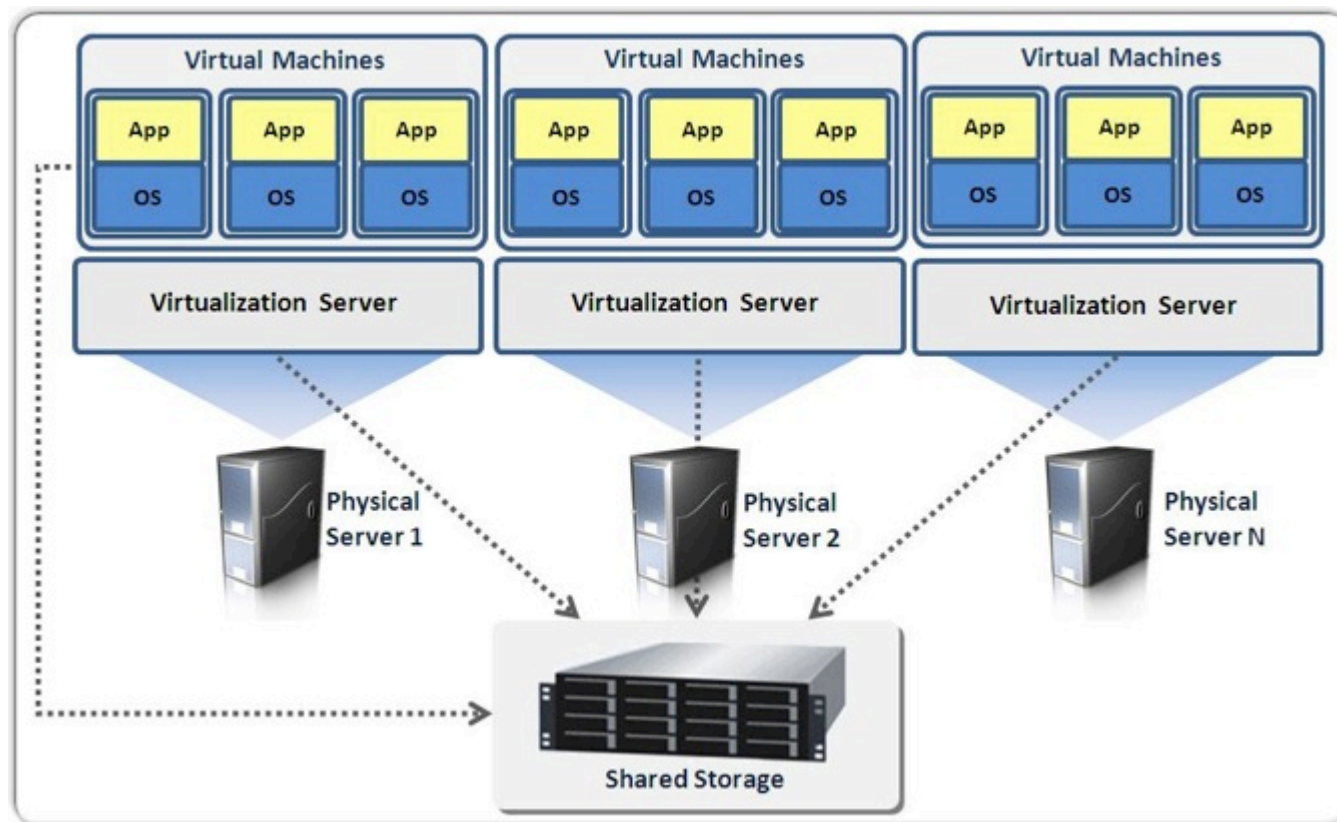 Virtual Machines
Virtual Machines
Virtual Machines
App App App
App App App
App App App
OS OS OS
OS OS OS
OS OS OS
Virtualization Server
Virtualization Server
Virtualization Server
Physical
Server 1
Physical
Server 2
Physical
Server N
Shared Storage